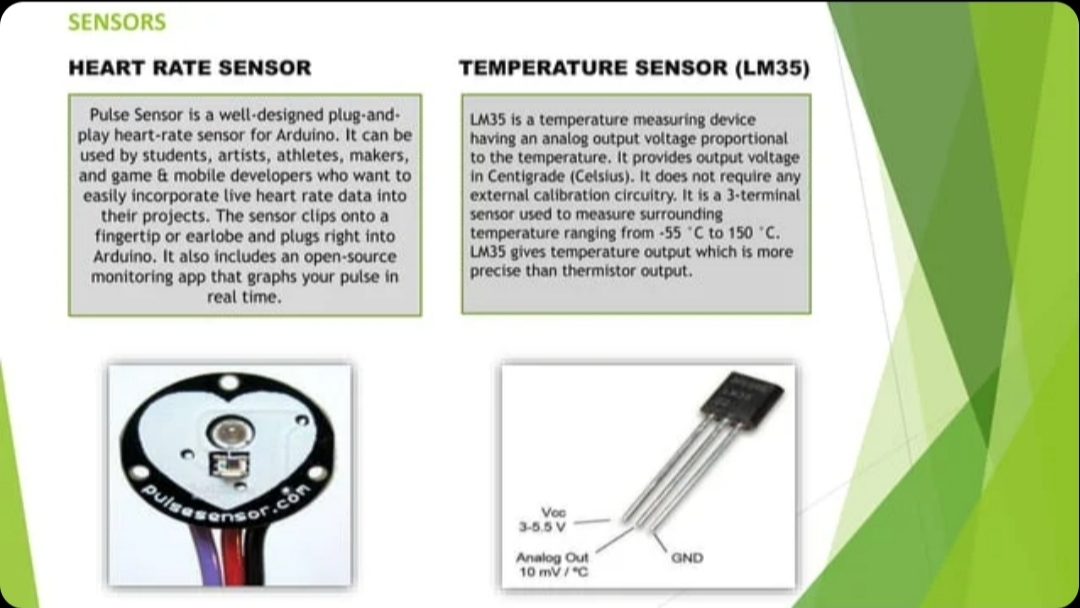 SENSORS
HEART RATE SENSOR
Pulse Sensor is a well-designed plug-and-
play heart-rate sensor for Arduino. It can be
used by students, artists, athletes, makers,
and game & mobile developers who want to
easily incorporate live heart rate data into
their projects. The sensor clips onto a
fingertip or earlobe and plugs right into
Arduino. It also includes an open-source
monitoring app that graphs your pulse in
real time.
pulsesensor.com
TEMPERATURE SENSOR (LM35)
LM35 is a temperature measuring device
having an analog output voltage proportional
to the temperature. It provides output voltage
in Centigrade (Celsius). It does not require any
external calibration circuitry. It is a 3-terminal
sensor used to measure surrounding
temperature ranging from -55 °C to 150 °C.
LM35 gives temperature output which is more
precise than thermistor output.
Vcc
3-5.5 V
Analog Out
10 mV / °C
GND